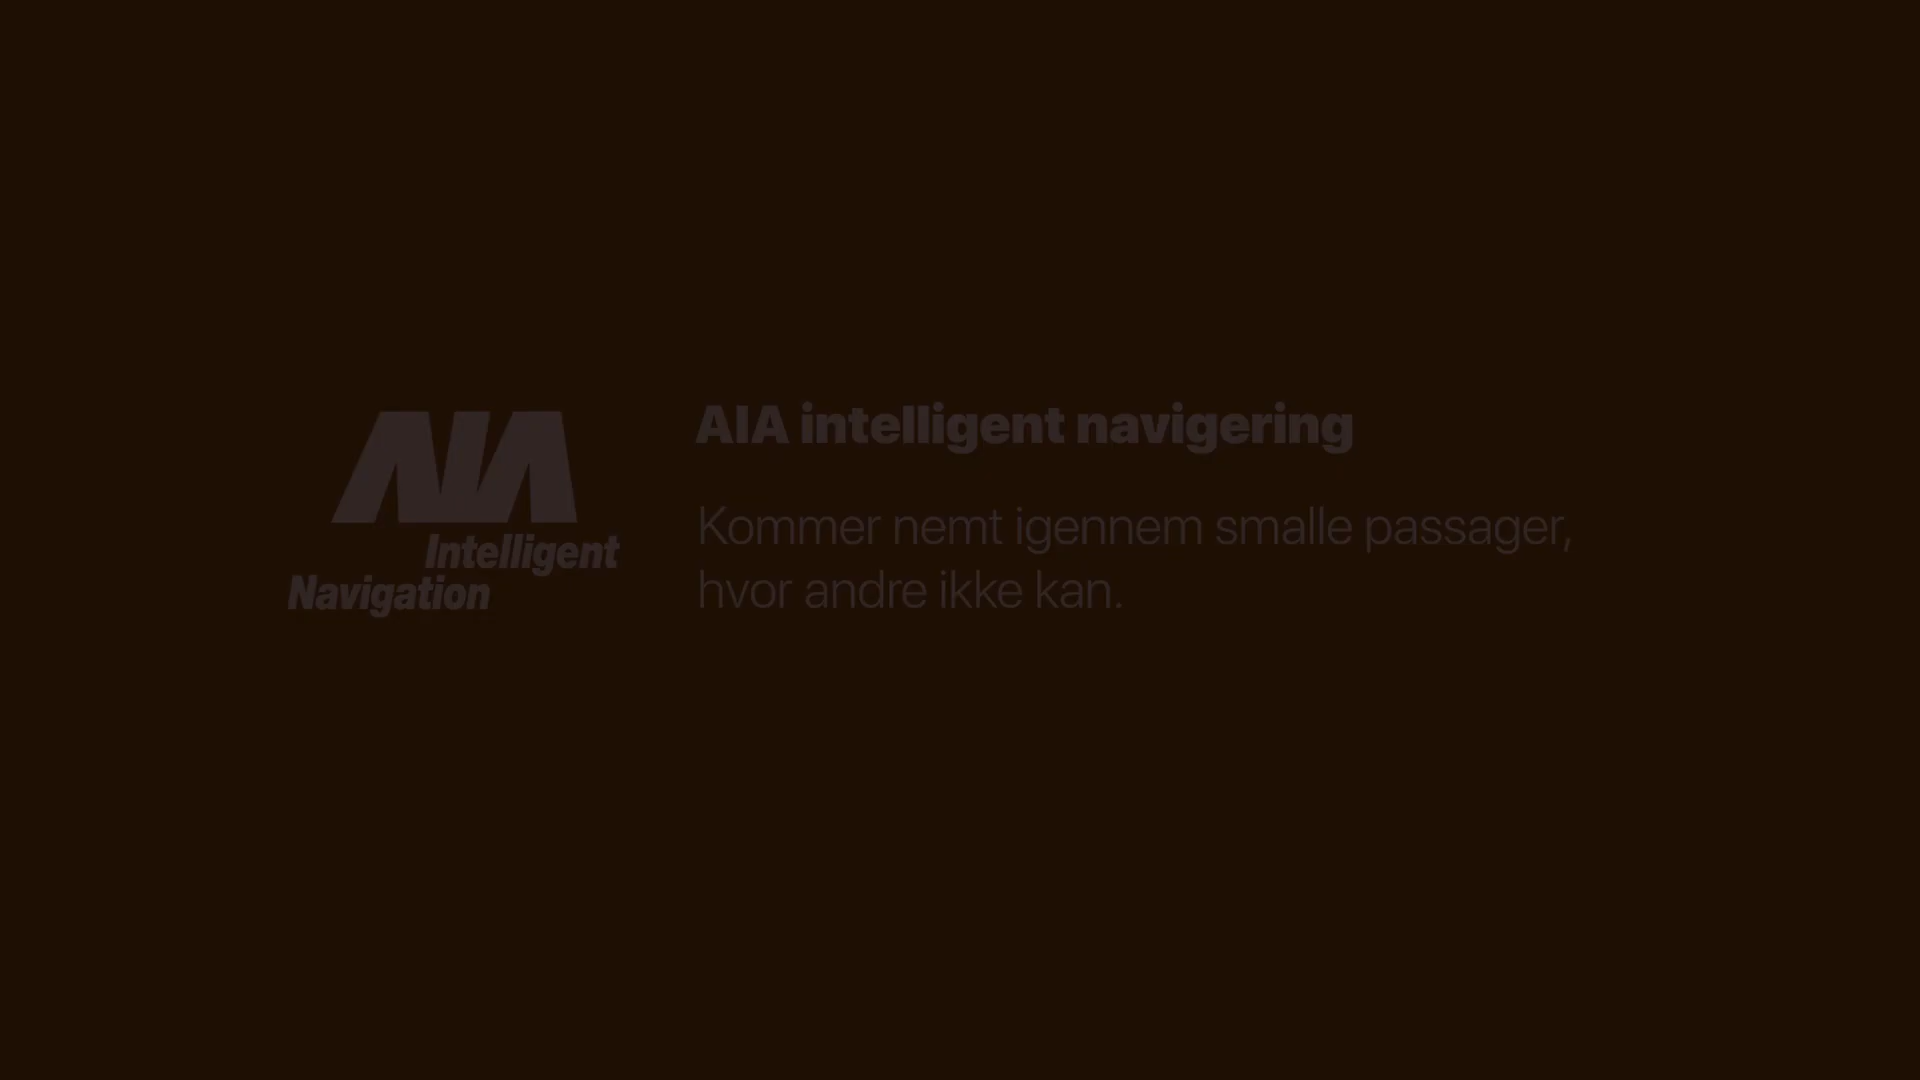 AIA
Intelligent
Navigation
AIA intelligent navigering
Kommer nemt igennem smalle passager,
hvor andre ikke kan.